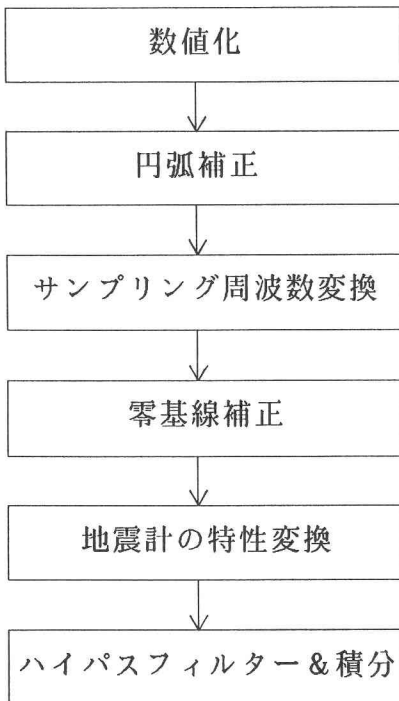 数値化
円弧補正
サンプリング周波数変換
零基線補正
地震計の特性変換
ハイパスフィルター&積分